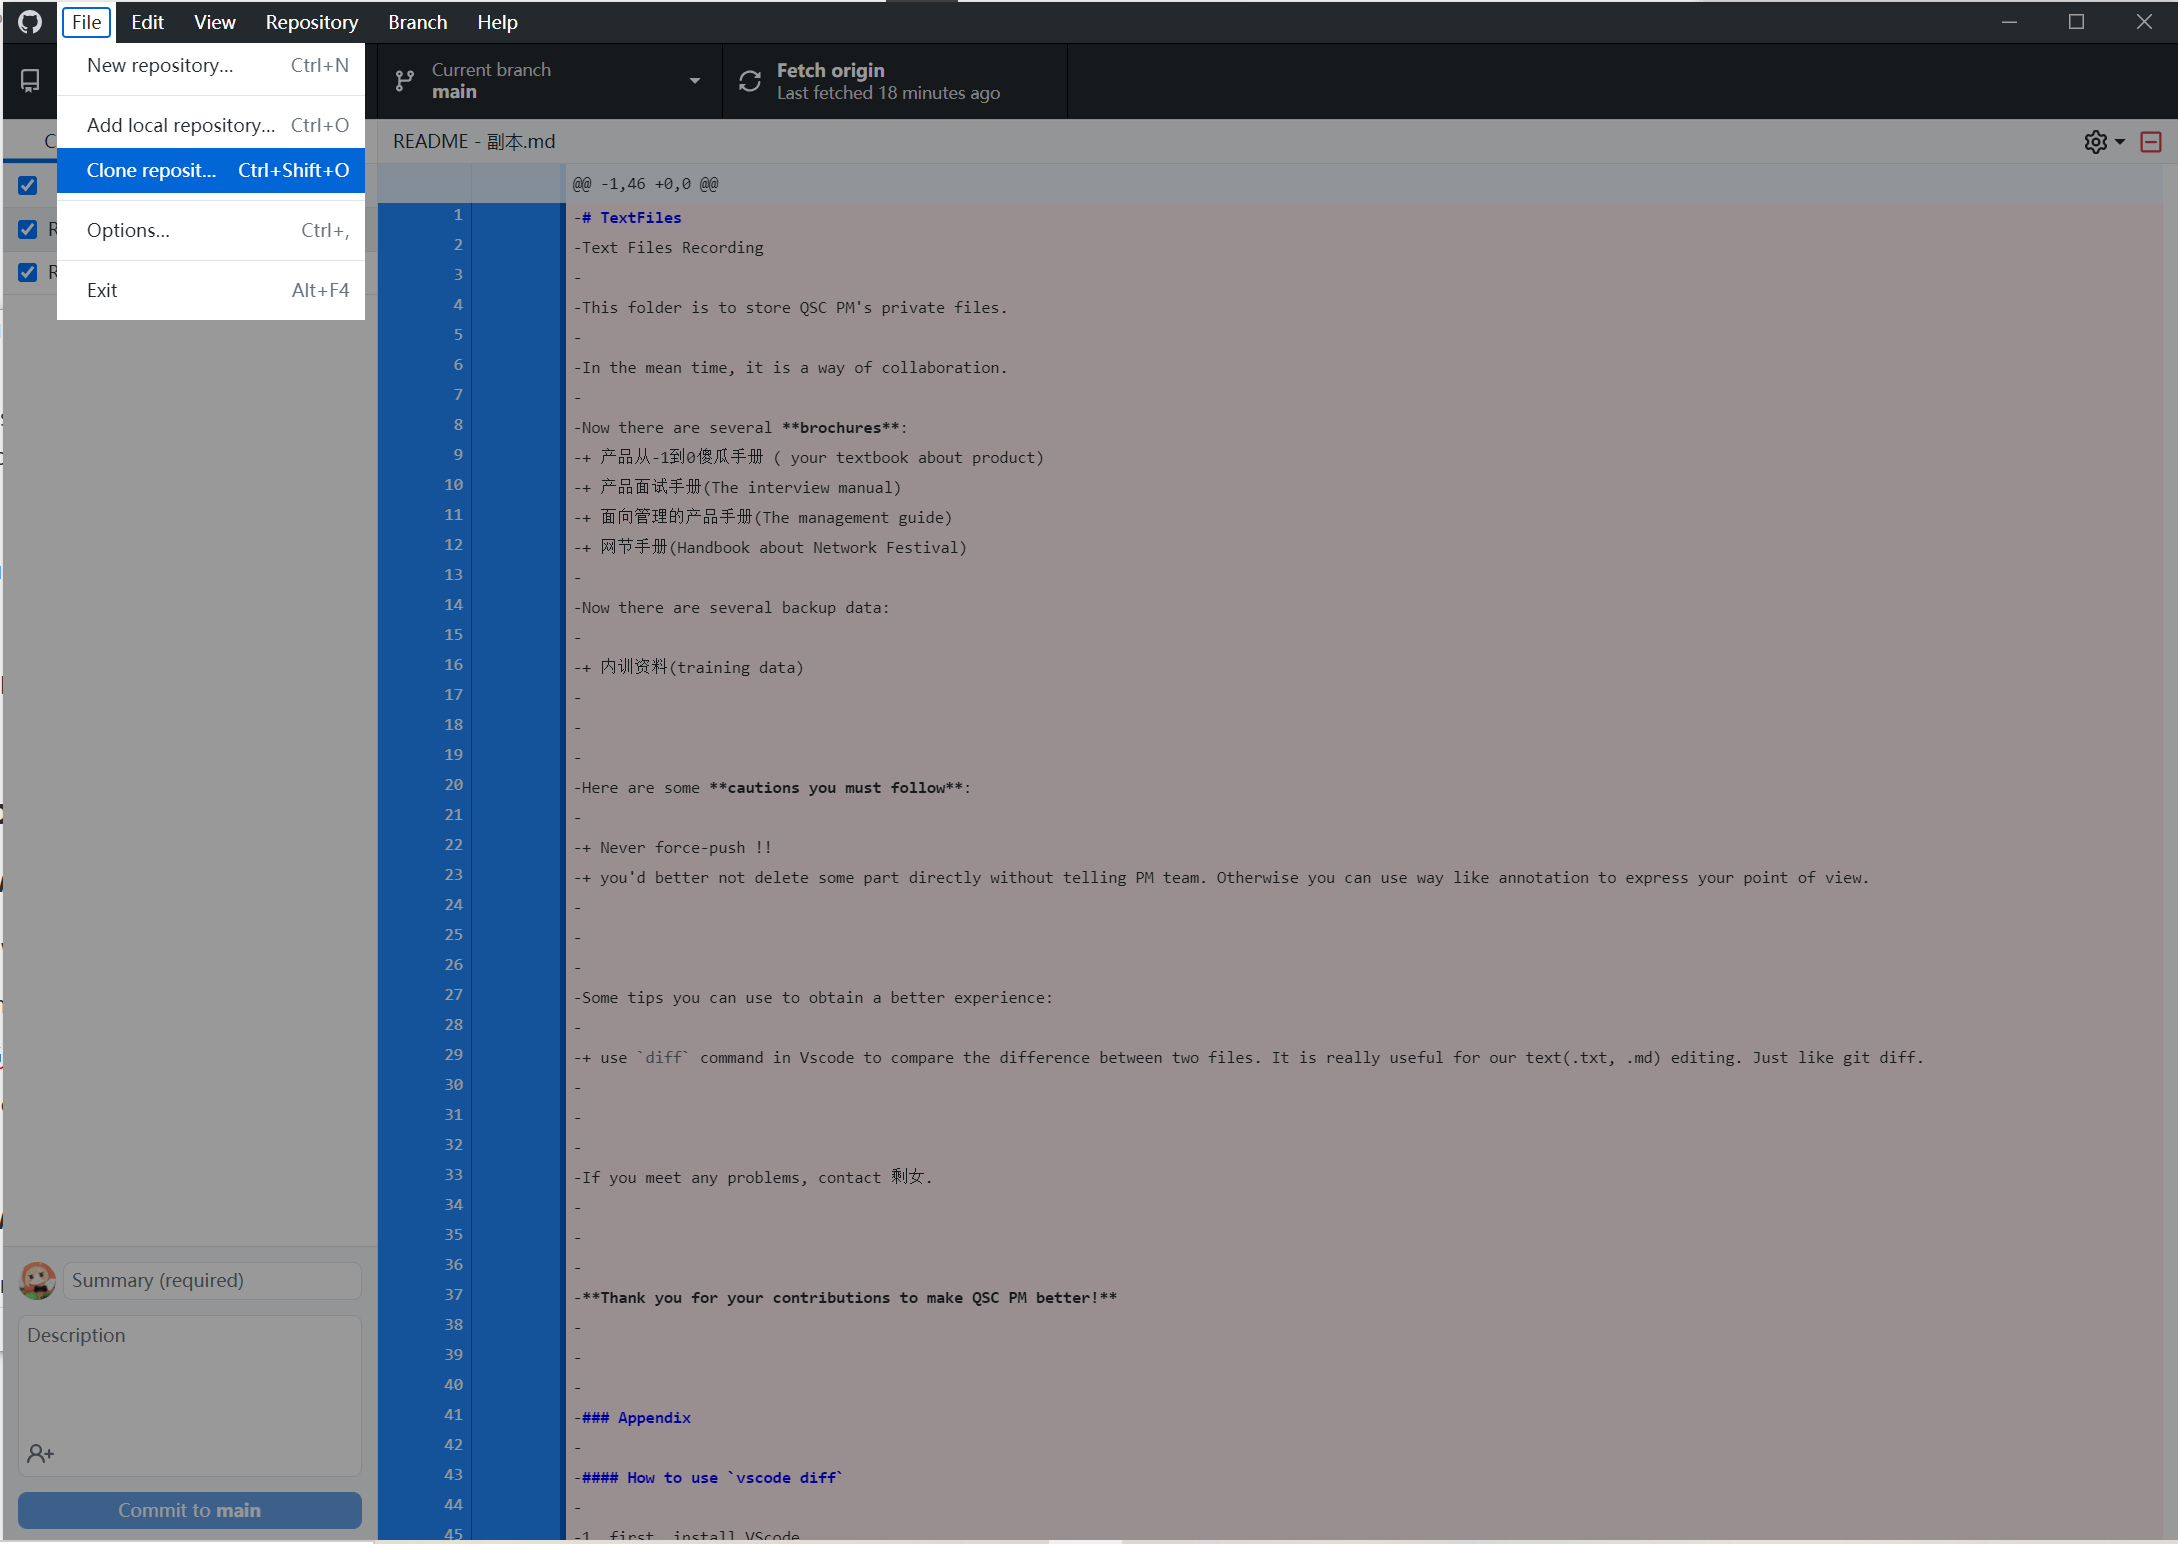 File Edit View Repository Branch Help
New repository... Ctrl+N
Add local repository... Ctrl+O
Clone reposit... Ctrl+Shift+O
Options... Ctrl+,
Exit Alt+F4
Current branch
main
Fetch origin
Last fetched 18 minutes ago
README - 副本.md
@@ -1,46 +0,0 @@
1 -# TextFiles
2 -Text Files Recording
3 -
4 -This folder is to store QSC PM's private files.
5 -
6 -In the mean time, it is a way of collaboration.
7 -
8 -Now there are several **brochures**:
9 -+ 产品从-1到0傻瓜手册 ( your textbook about product)
10 -+ 产品面试手册(The interview manual)
11 -+ 面向管理的产品手册(The management guide)
12 -+ 网节手册(Handbook about Network Festival)
13 -
14 -Now there are several backup data:
15 -
16 -+ 内训资料(training data)
17 -
18 -
19 -
20 -Here are some **cautions you must follow**:
21 -
22 -+ Never force-push !!
23 -+ you'd better not delete some part directly without telling PM team. Otherwise you can use way like annotation to express your point of view.
24 -
25 -
26 -
27 -Some tips you can use to obtain a better experience:
28 -
29 -+ use `diff` command in Vscode to compare the difference between two files. It is really useful for our text(.txt, .md) editing. Just like git diff.
30 -
31 -
32 -
33 -If you meet any problems, contact 剩女.
34 -
35 -
36 -
37 -**Thank you for your contributions to make QSC PM better!**
38 -
39 -
40 -
41 -### Appendix
42 -
43 -#### How to use `vscode diff`
44 -
45 -1. first, install VScode
Summary (required)
Description
Commit to main